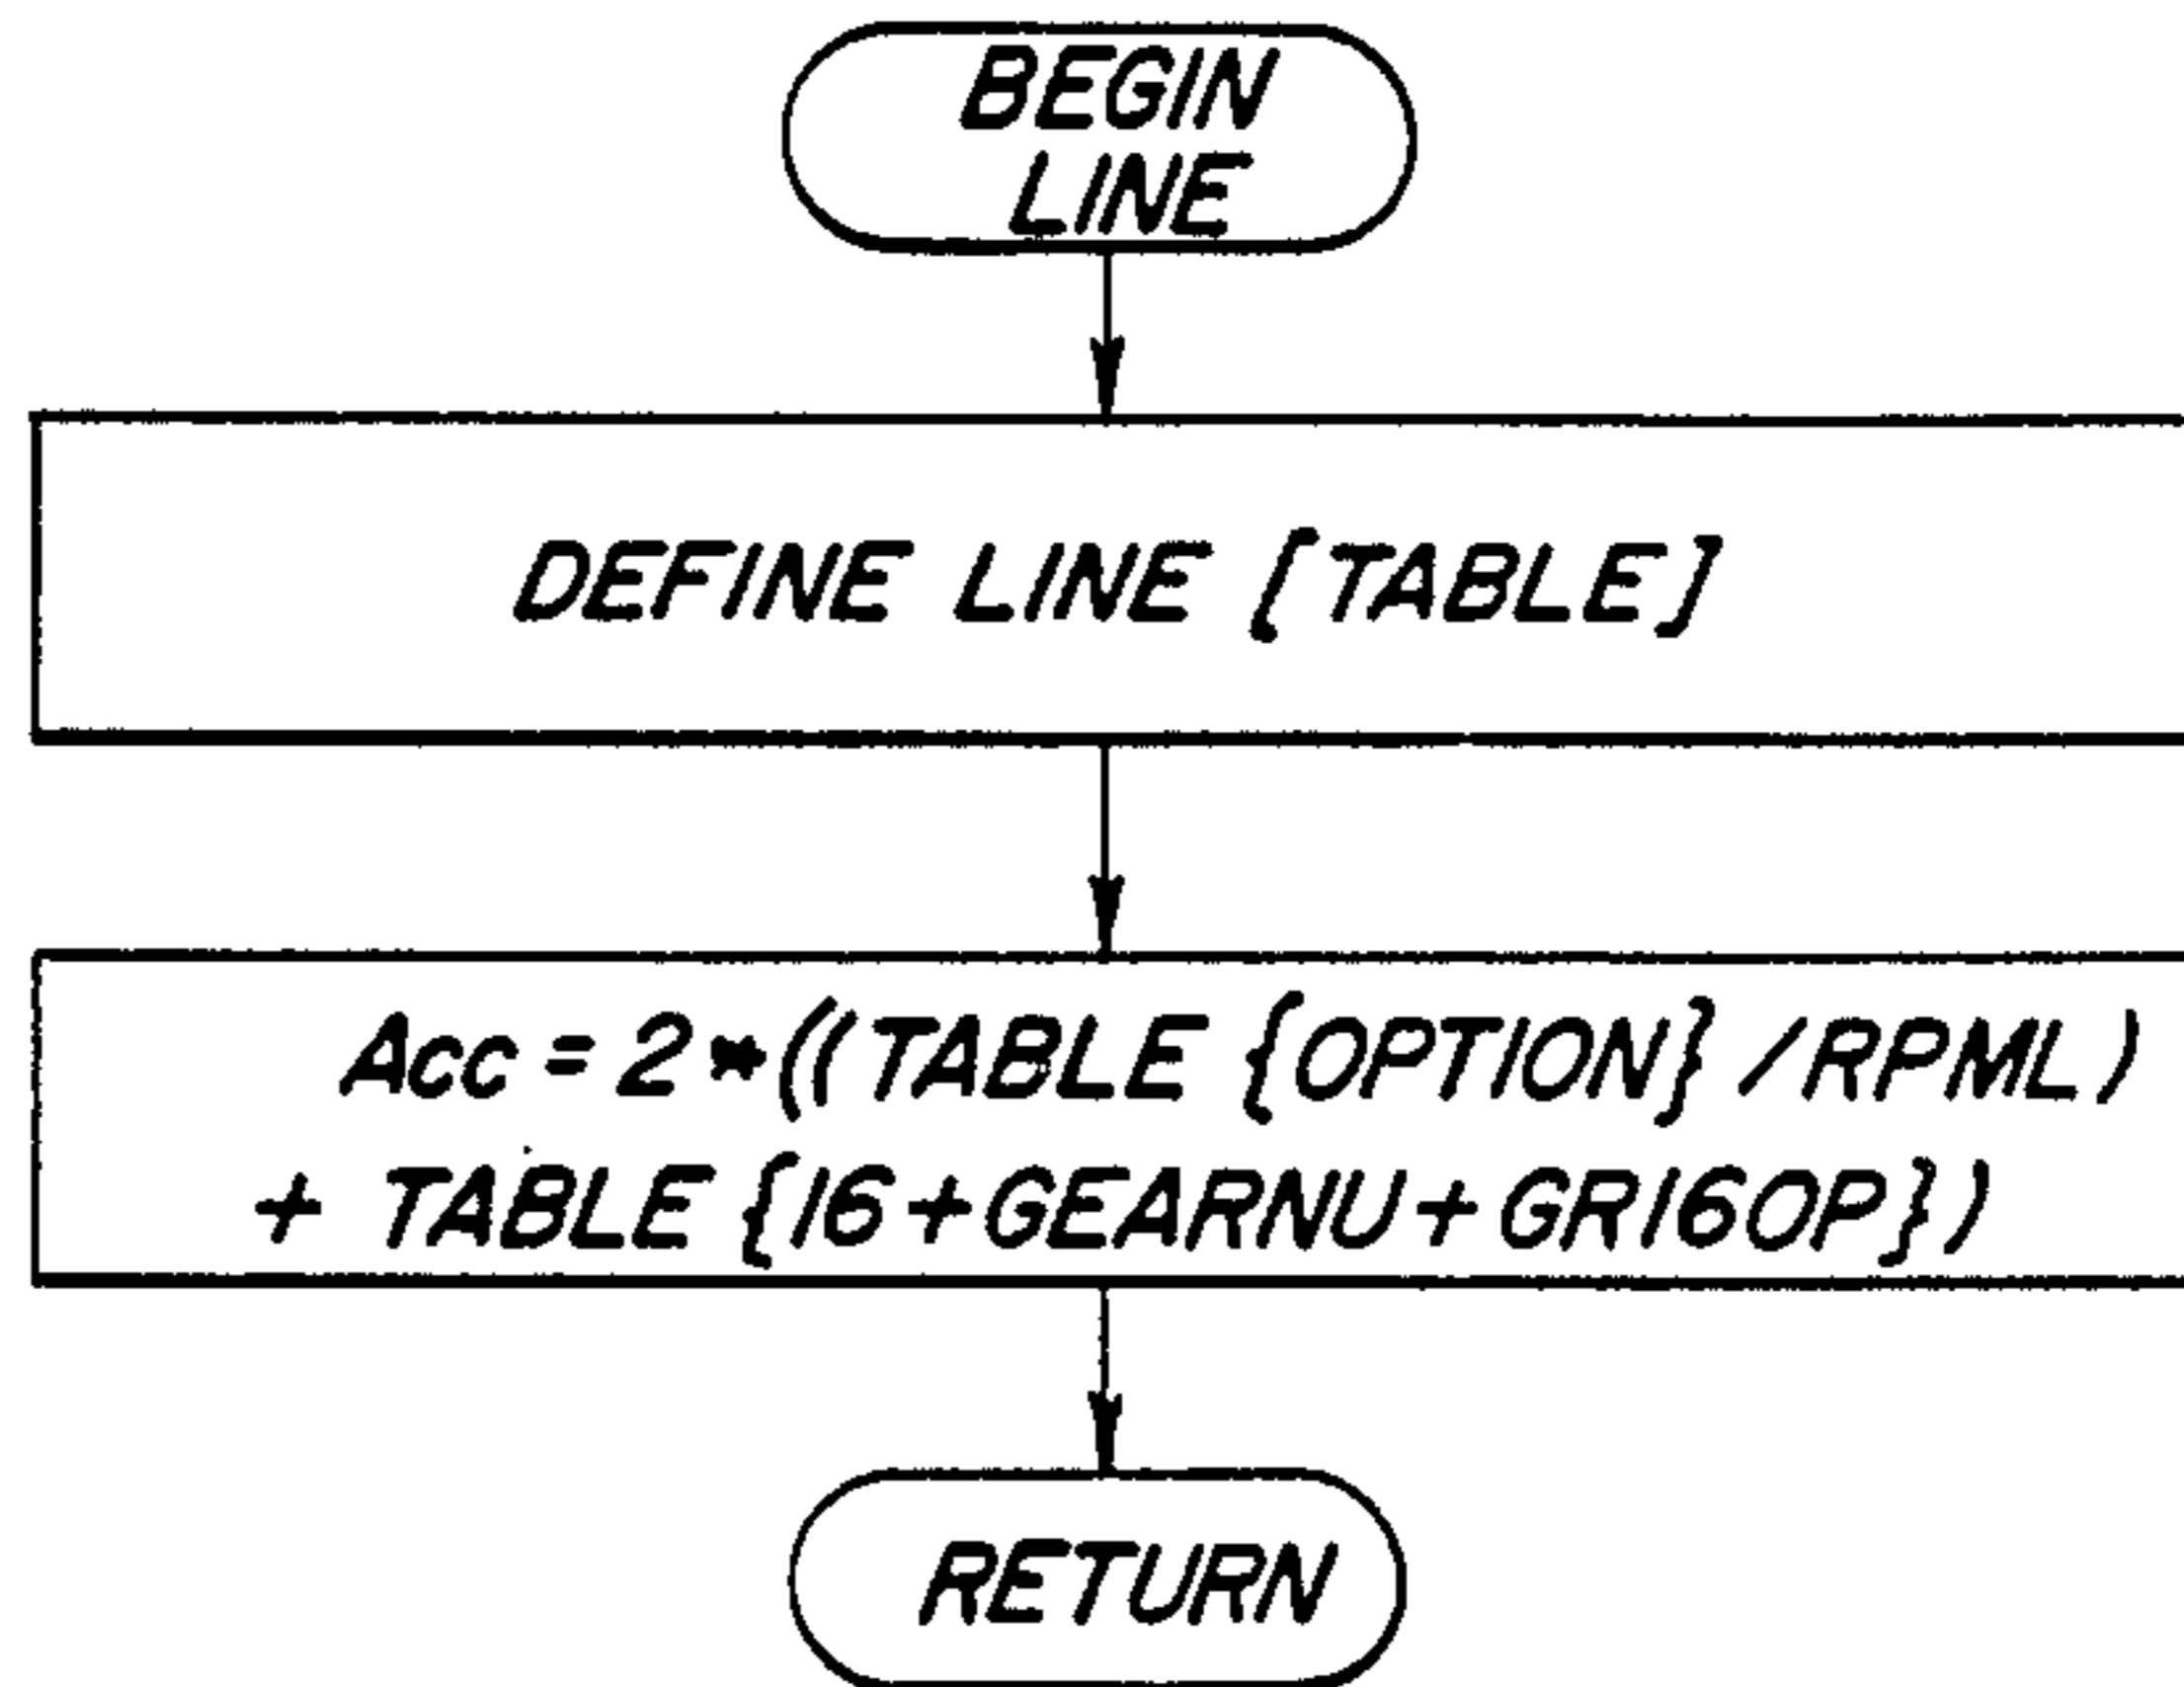 BEGIN
LINE
DEFINE LINE [TABLE]
Acc = 2*((TABLE {OPTION} /RPML)
+ TABLE {16+GEARNU+GR16OP})
RETURN